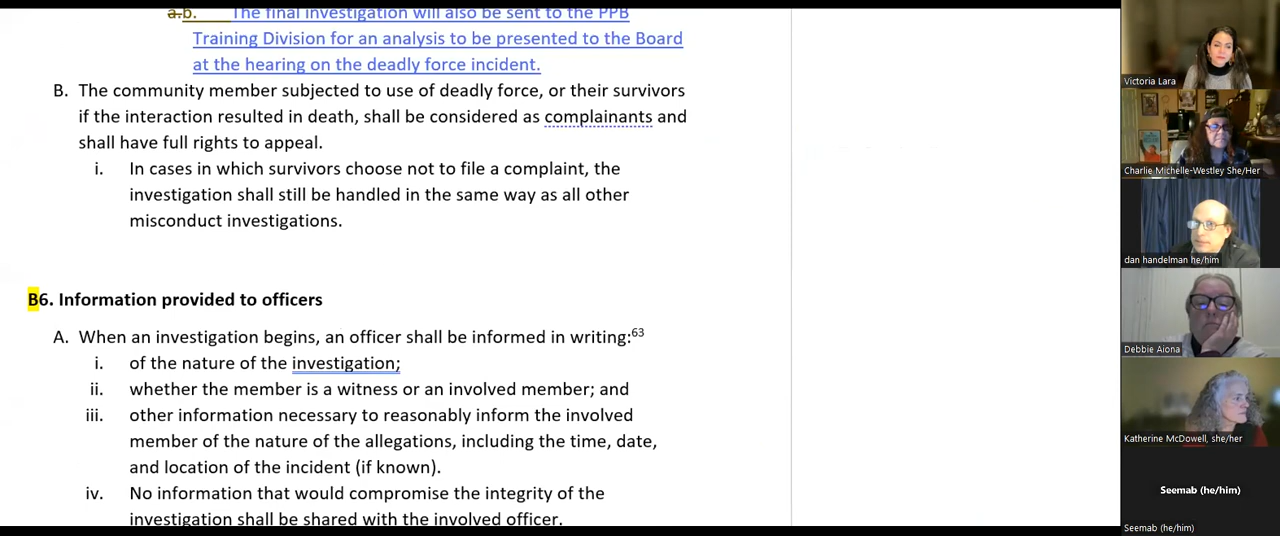 a.b. The final investigation will also be sent to the PPB
Training Division for an analysis to be presented to the Board
at the hearing on the deadly force incident.
B. The community member subjected to use of deadly force, or their survivors
if the interaction resulted in death, shall be considered as complainants and
shall have full rights to appeal.
i. In cases in which survivors choose not to file a complaint, the
investigation shall still be handled in the same way as all other
misconduct investigations.
B6. Information provided to officers
A. When an investigation begins, an officer shall be informed in writing:63
i. of the nature of the investigation;
ii. whether the member is a witness or an involved member; and
iii. other information necessary to reasonably inform the involved
member of the nature of the allegations, including the time, date,
and location of the incident (if known).
iv. No information that would compromise the integrity of the
investigation shall be shared with the involved officer.
Victoria Lara
Charlie Michelle-Westley She/Her
dan handelman he/him
Debbie Aiona
Katherine McDowell, she/her
Seemab (he/him)
Seemab (he/him)